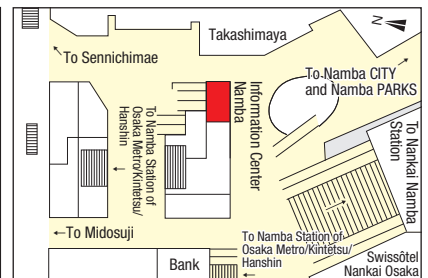 Takashimaya
N
To Sennichimae
To Namba CITY
and Namba PARKS
Information Center
Namba
To Namba Station of
Osaka Metro/Kintetsu/
Hanshin
To Nankai Namba
Station
←To Midosuji
To Namba Station of
Osaka Metro/Kintetsu/
Hanshin
Bank
Swissôtel
Nankai Osaka